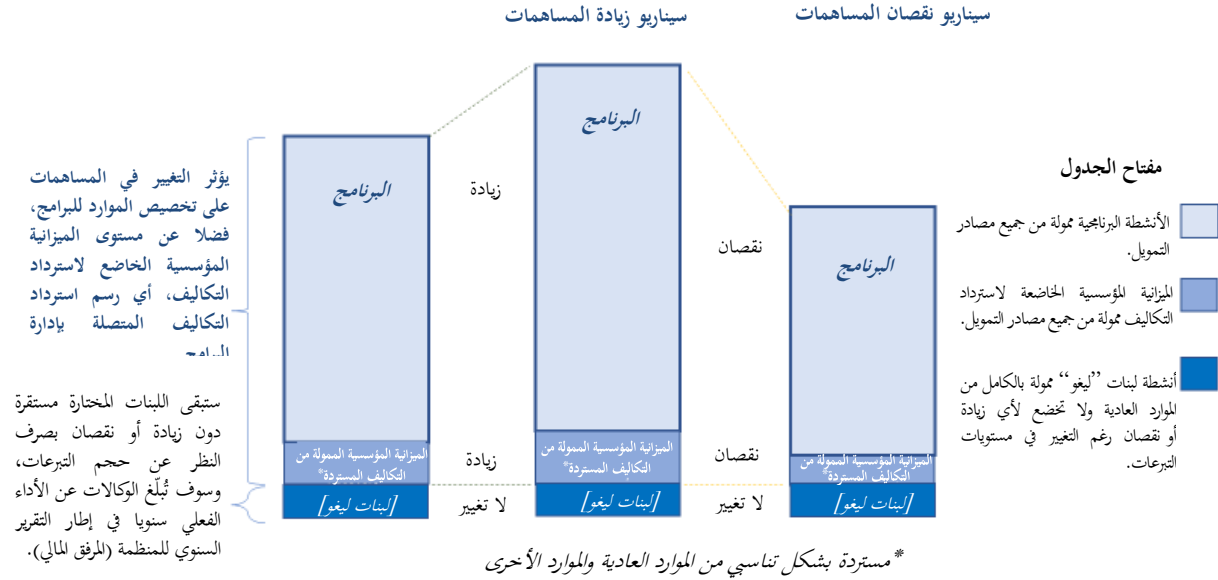 سيناريو نقصان المساهمات
سيناريو زيادة المساهمات
مفتاح الجدول
الأنشطة البرنامجية ممولة من جميع مصادر
التمويل.
الميزانية المؤسسية الخاضعة لاسترداد
التكاليف ممولة من جميع مصادر التمويل.
أنشطة لبنات ‘‘ليغو’’ ممولة بالكامل من
الموارد العادية ولا تخضع لأي زيادة
أو نقصان رغم التغيير في مستويات
التبرعات.
البرنامج
الميزانية المؤسسية الممولة من
التكاليف المستردة*
[لبنات ليغو]
نقصان
نقصان
لا تغيير
البرنامج
الميزانية المؤسسية الممولة من
التكاليف المستردة*
[لبنات ليغو]
زيادة
زيادة
لا تغيير
البرنامج
الميزانية المؤسسية الممولة من
التكاليف المستردة*
[لبنات ليغو]
يؤثر التغيير في المساهمات
على تخصيص الموارد للبرامج،
فضلا عن مستوى الميزانية
المؤسسية الخاضع لاسترداد
التكاليف، أي رسم استرداد
التكاليف المتصلة بإدارة
البرامج
ستبقى اللبنات المختارة مستقرة
دون زيادة أو نقصان بصرف
النظر عن حجم التبرعات،
وسوف تُبلّغ الوكالات عن الأداء
الفعلي سنويا في إطار التقرير
السنوي للمنظمة (المرفق المالي).
*مستردة بشكل تناسبي من الموارد العادية والموارد الأخرى